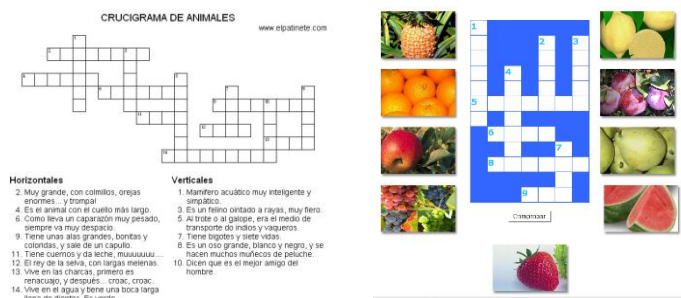 CRUCIGRAMA DE ANIMALES
www.elpatinete.com
Horizontales
2. Muy grande, con colmillos, orejas
enormes... y trompa!
4. Es el animal con el cuello más largo.
6. Como lleva un caparazón muy pesado,
siempre va muy despacio.
9. Tiene unas alas grandes, bonitas y
coloridas, y sale de un capullo.
11. Tiene cuernos y da leche, muuuuuu....
12. El rey de la selva, con largas melenas.
13. Vive en las charcas, primero es
renacuajo, y después... croac, croac.
14. Vive en el agua y tiene una boca larga
llena de dientes. Es verde.
Verticales
1. Mamífero acuático muy inteligente y
simpático.
3. Es un felino pintado a rayas, muy fiero.
5. Al trote o al galope, era el medio de
transporte de indios y vaqueros.
7. Tiene bigotes y siete vidas.
8. Es un oso grande, blanco y negro, y se
hacen muchos muñecos de peluche.
10. Dicen que es el mejor amigo del
hombre.
1
2 3
4
5
6
7
8
9
Comprobar